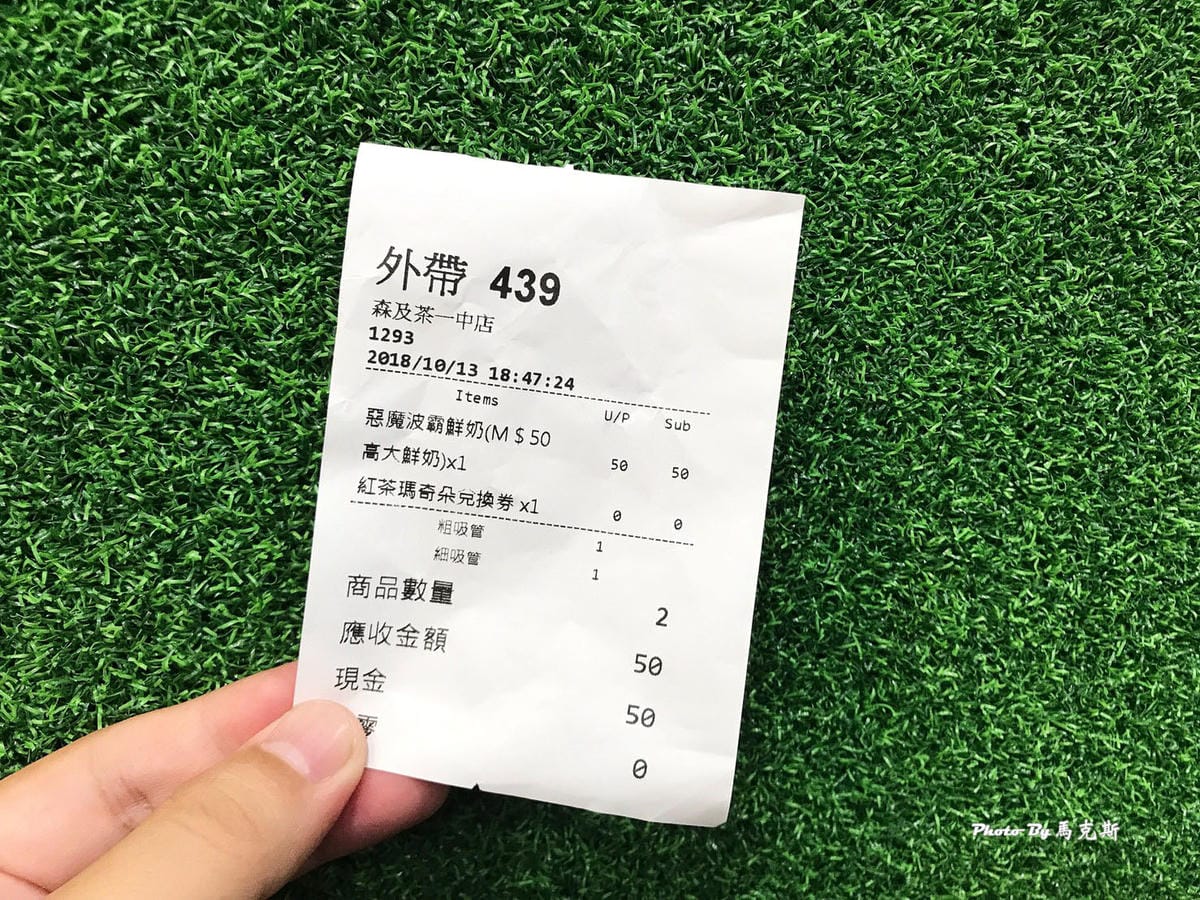 外帶 439
森及茶一中店
1293
2018/10/13 18:47:24
Items U/P Sub
惡魔波霸鮮奶(M $ 50
高大鮮奶)x1 50 50
紅茶瑪奇朵兌換券 x1 0 0
粗吸管 1
細吸管 1
商品數量 2
應收金額 50
現金 50
0
Photo By 馬克斯